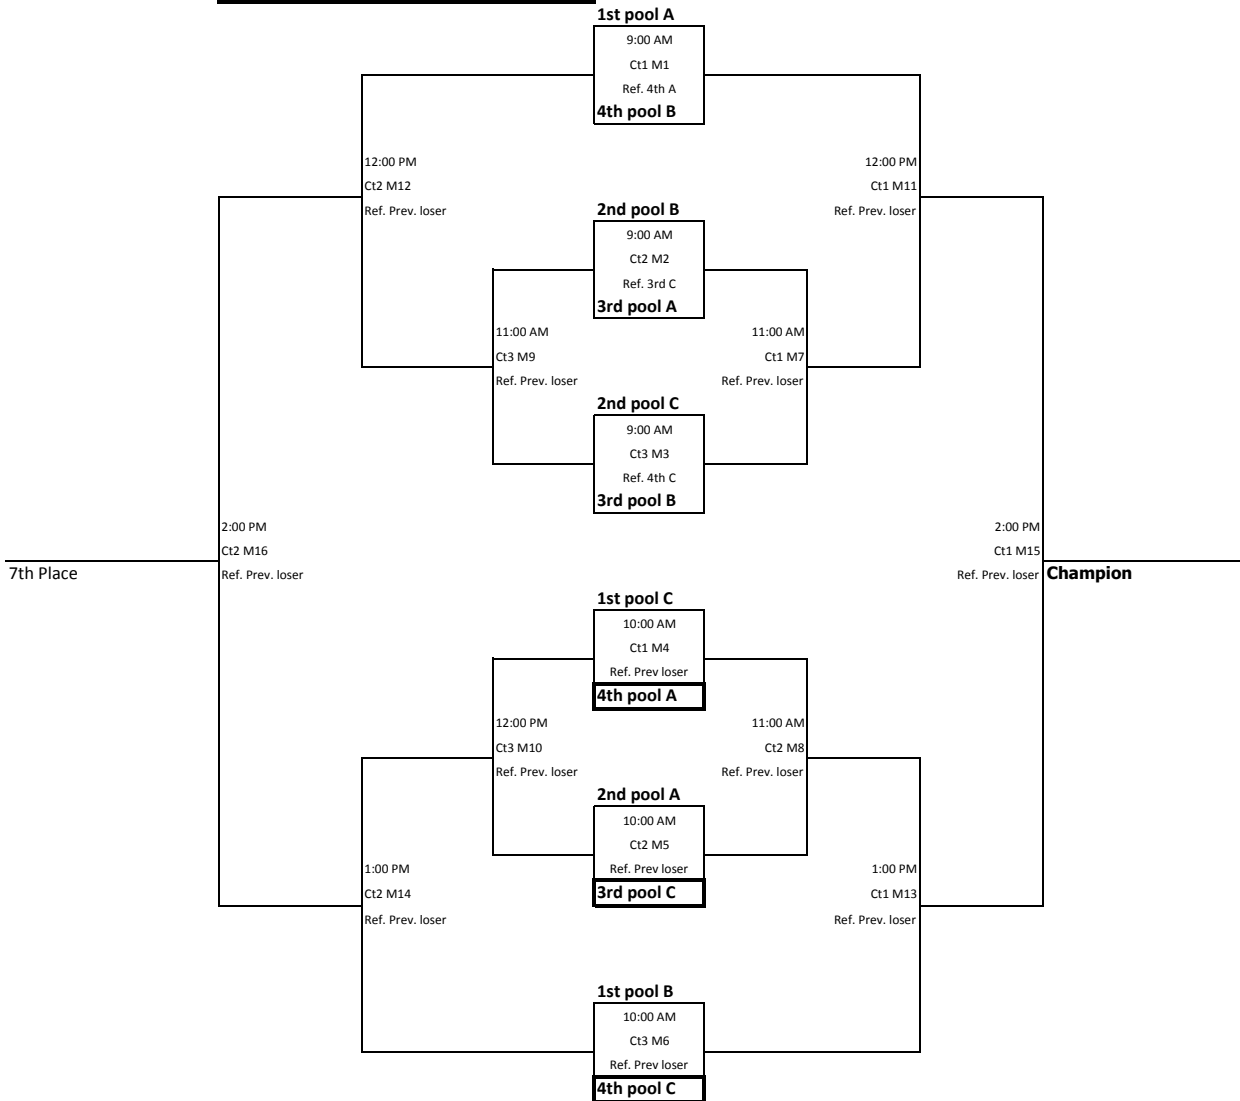 1st pool A
9:00 AM
Ct1 M1
Ref. 4th A
4th pool B
12:00 PM
Ct2 M12
Ref. Prev. loser
12:00 PM
Ct1 M11
Ref. Prev. loser
2nd pool B
9:00 AM
Ct2 M2
Ref. 3rd C
3rd pool A
11:00 AM
Ct3 M9
Ref. Prev. loser
11:00 AM
Ct1 M7
Ref. Prev. loser
2nd pool C
9:00 AM
Ct3 M3
Ref. 4th C
3rd pool B
2:00 PM
Ct2 M16
Ref. Prev. loser
7th Place
2:00 PM
Ct1 M15
Ref. Prev. loser
Champion
1st pool C
10:00 AM
Ct1 M4
Ref. Prev loser
4th pool A
12:00 PM
Ct3 M10
Ref. Prev. loser
11:00 AM
Ct2 M8
Ref. Prev. loser
2nd pool A
10:00 AM
Ct2 M5
Ref. Prev loser
3rd pool C
1:00 PM
Ct2 M14
Ref. Prev. loser
1:00 PM
Ct1 M13
Ref. Prev. loser
1st pool B
10:00 AM
Ct3 M6
Ref. Prev loser
4th pool C